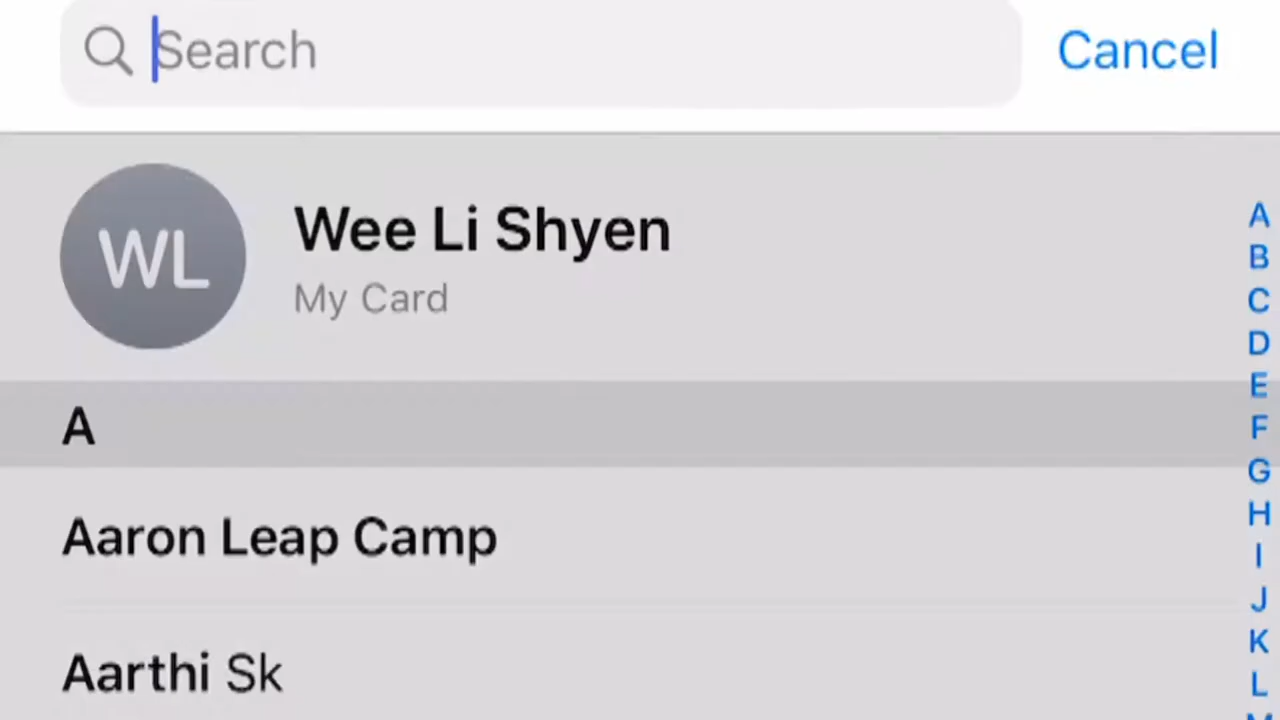 Search Cancel
WL
Wee Li Shyen
My Card
A
Aaron Leap Camp
Aarthi Sk
A
B
C
D
E
F
G
H
I
J
K
L
M